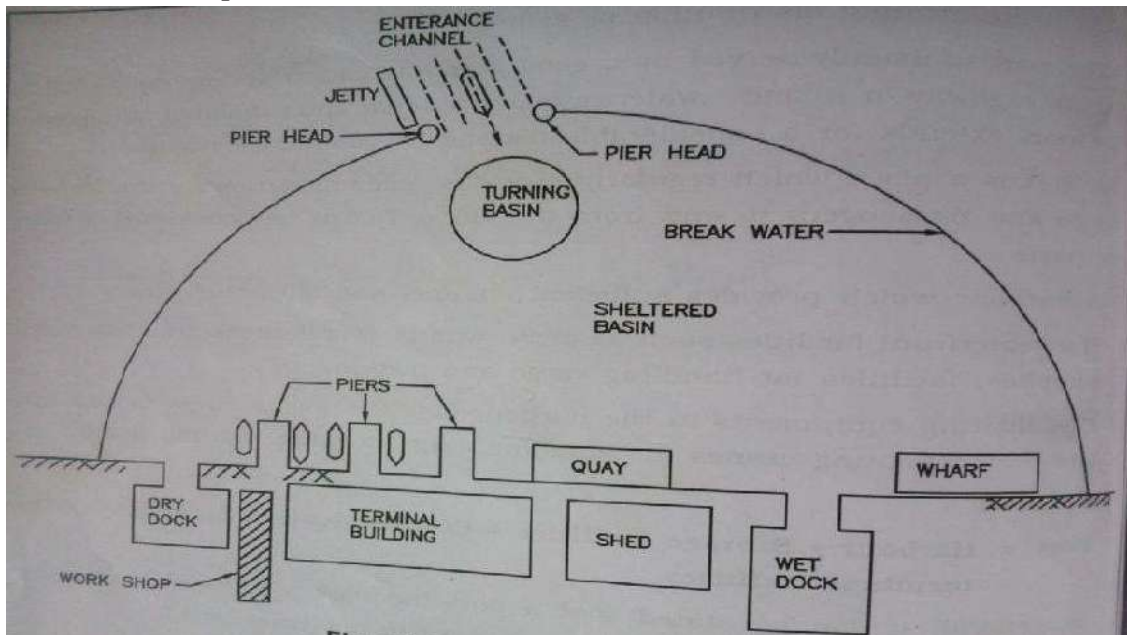 ENTERANCE
CHANNEL
JETTY
PIER HEAD
PIER HEAD
TURNING
BASIN
BREAK WATER
SHELTERED
BASIN
PIERS
QUAY
WHARF
DRY
DOCK
TERMINAL
BUILDING
SHED
WET
DOCK
WORK SHOP